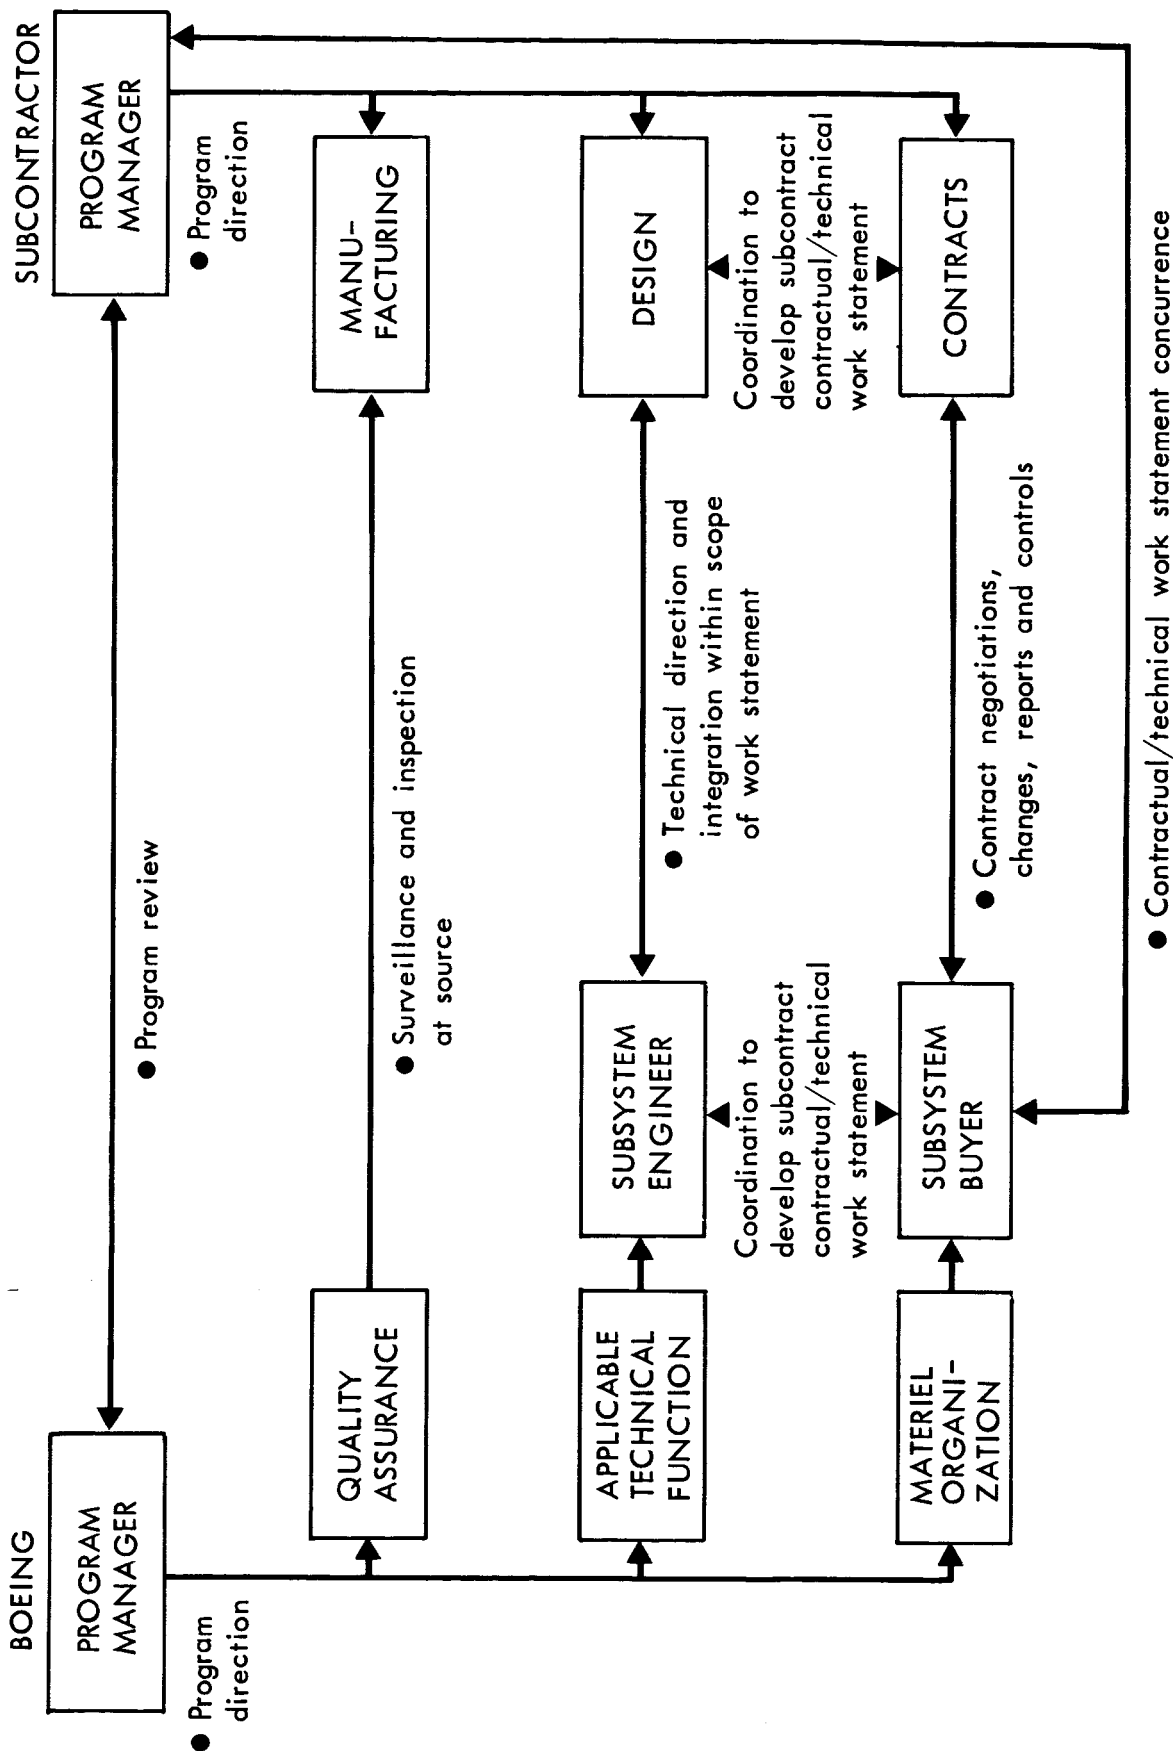 BOEING
PROGRAM
MANAGER
● Program
direction
● Program review
SUBCONTRACTOR
PROGRAM
MANAGER
● Program
direction
QUALITY
ASSURANCE
● Surveillance and inspection
at source
MANU-
FACTURING
APPLICABLE
TECHNICAL
FUNCTION
SUBSYSTEM
ENGINEER
● Technical direction and
integration within scope
of work statement
DESIGN
Coordination to
develop subcontract
contractual/technical
work statement
Coordination to
develop subcontract
contractual/technical
work statement
MATERIEL
ORGANI-
ZATION
SUBSYSTEM
BUYER
● Contract negotiations,
changes, reports and controls
CONTRACTS
● Contractual/technical work statement concurrence